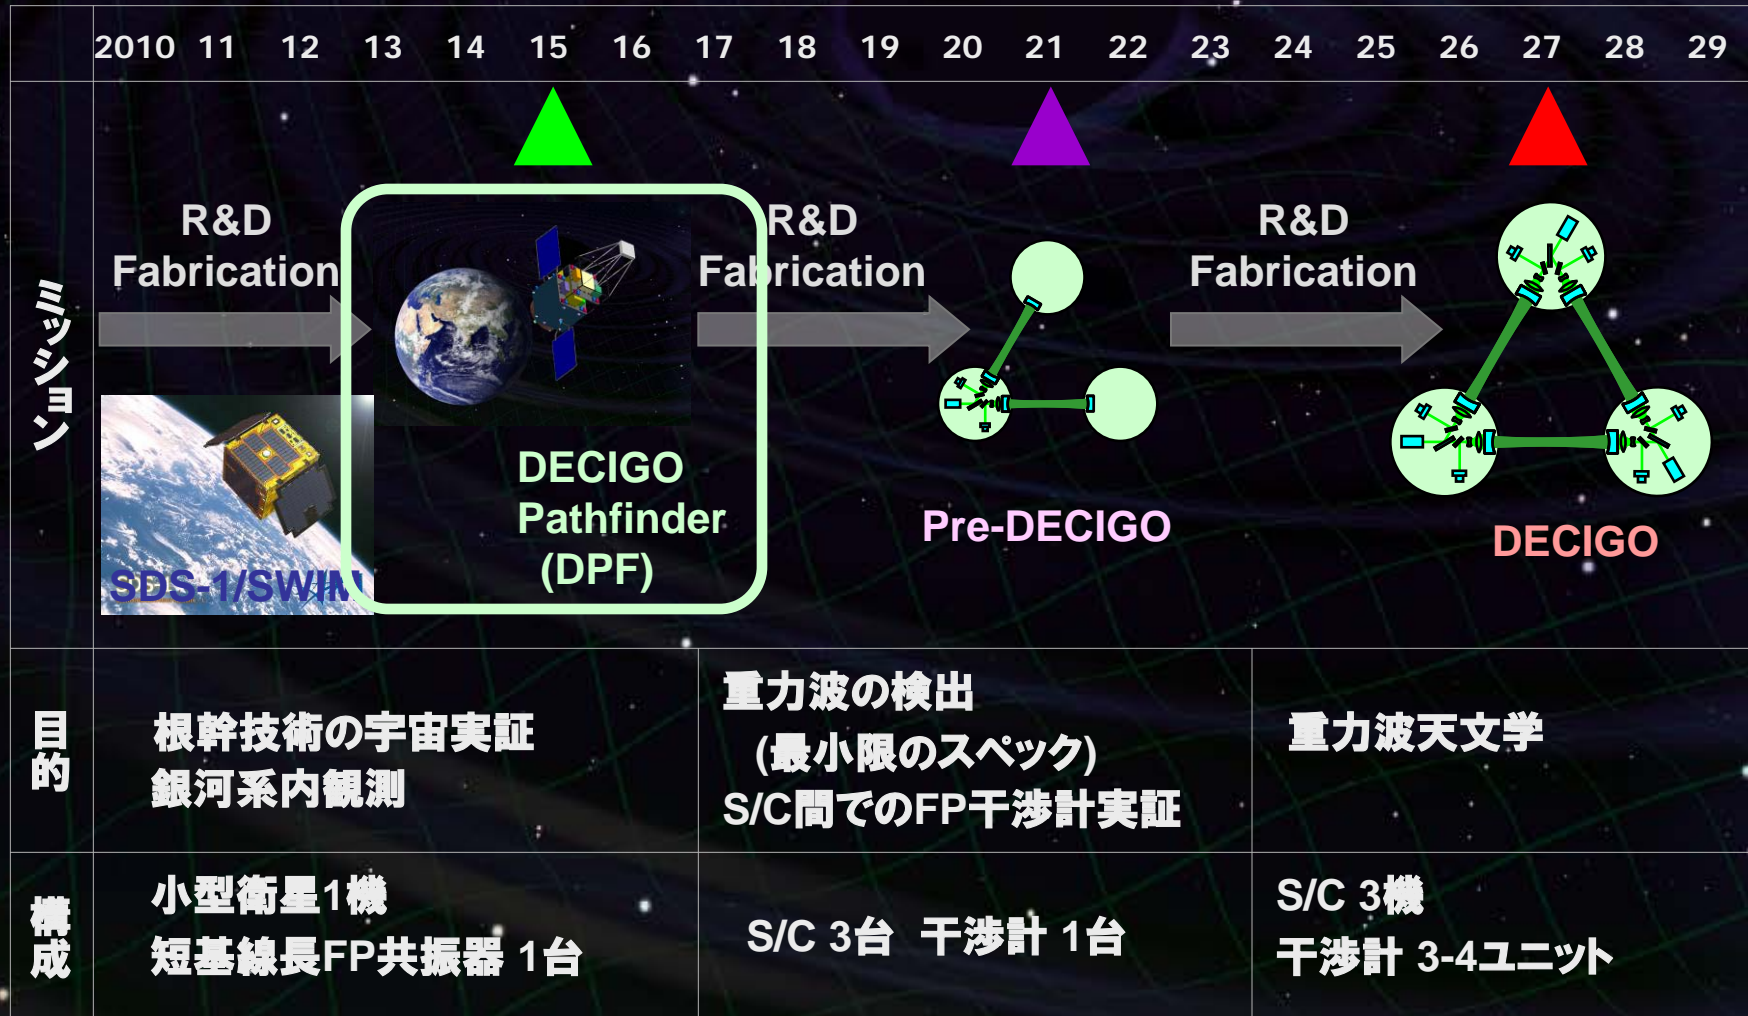 2010 11 12 13 14 15 16 17 18 19 20 21 22 23 24 25 26 27 28 29
ミッション
R&D
Fabrication
SDS-1/SWIM
DECIGO
Pathfinder
(DPF)
R&D
Fabrication
Pre-DECIGO
R&D
Fabrication
DECIGO
目的
根幹技術の宇宙実証
銀河系内観測
重力波の検出
(最小限のスペック)
S/C間でのFP干渉計実証
重力波天文学
構成
小型衛星1機
短基線長FP共振器 1台
S/C 3台 干渉計 1台
S/C 3機
干渉計 3-4ユニット